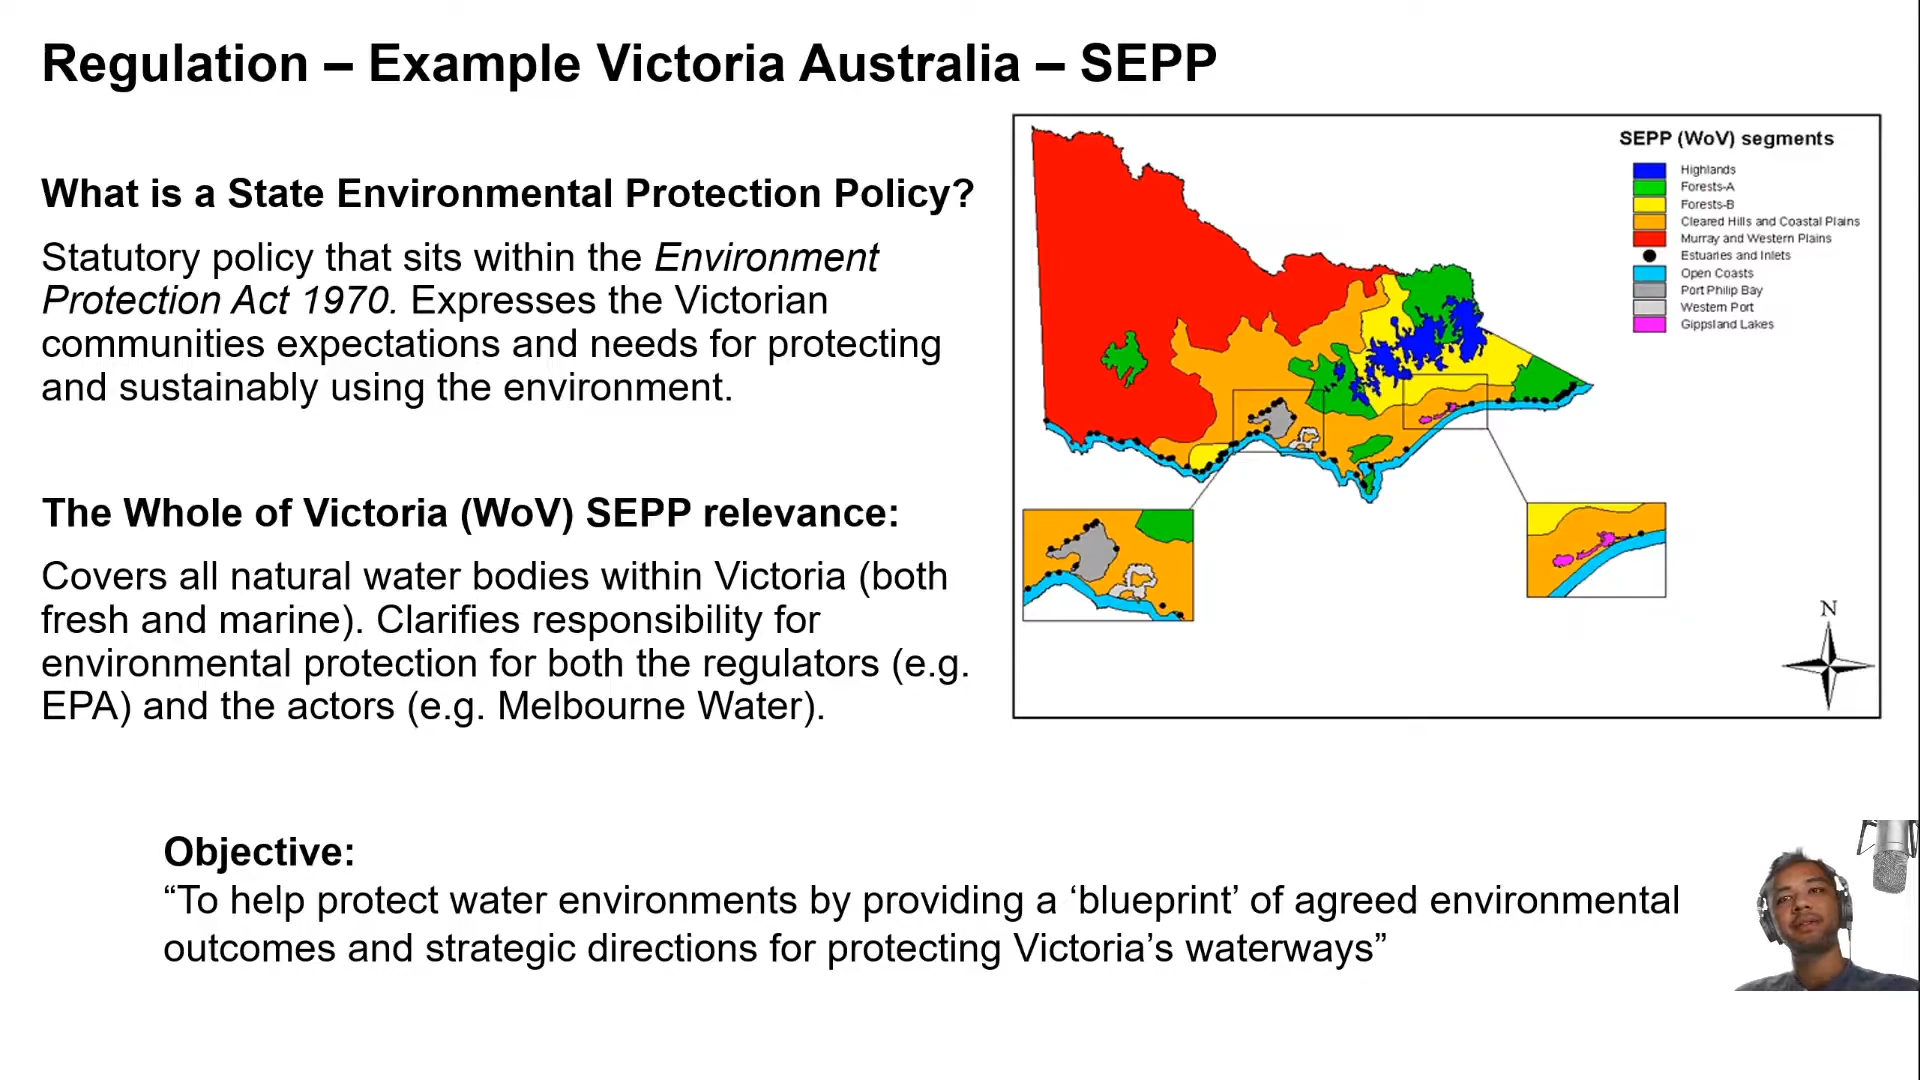 Regulation – Example Victoria Australia – SEPP
What is a State Environmental Protection Policy?
Statutory policy that sits within the Environment
Protection Act 1970. Expresses the Victorian
communities expectations and needs for protecting
and sustainably using the environment.
The Whole of Victoria (WoV) SEPP relevance:
Covers all natural water bodies within Victoria (both
fresh and marine). Clarifies responsibility for
environmental protection for both the regulators (e.g.
EPA) and the actors (e.g. Melbourne Water).
SEPP (WoV) segments
Highlands
Forests-A
Forests-B
Cleared Hills and Coastal Plains
Murray and Western Plains
Estuaries and Inlets
Open Coasts
Port Philip Bay
Western Port
Gippsland Lakes
N
Objective:
“To help protect water environments by providing a ‘blueprint’ of agreed environmental
outcomes and strategic directions for protecting Victoria’s waterways”